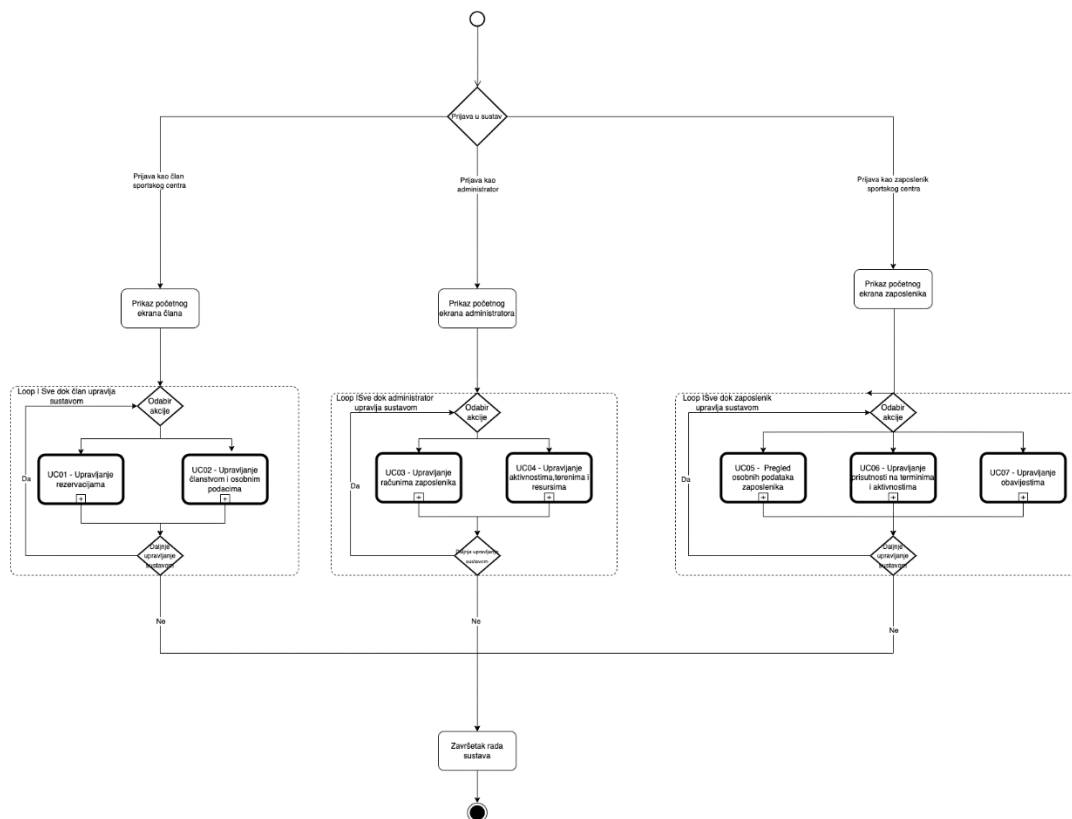 Prijava u sustav
Prijava kao član
sportskog centra
Prijava kao
administrator
Prijava kao zaposlenik
sportskog centra
Prikaz početnog
ekrana člana
Prikaz početnog
ekrana administratora
Prikaz početnog
ekrana zaposlenika
Loop | Sve dok član upravlja
sustavom
Odabir
akcije
UC01 - Upravljanje
rezervacijama
UC02 - Upravljanje
članstvom i osobnim
podacima
Da
Daljnje
upravljanje
sustavom
Ne
Loop |Sve dok administrator
upravlja sustavom
Odabir
akcije
UC03 - Upravljanje
računima zaposlenika
UC04 - Upravljanje
aktivnostima,terenima i
resursima
Da
Daljnje upravljanje
sustavom
Ne
Loop |Sve dok zaposlenik
upravlja sustavom
Odabir
akcije
UC05 - Pregled
osobnih podataka
zaposlenika
UC06 - Upravljanje
prisutnosti na terminima
i aktivnostima
UC07 - Upravljanje
obavijestima
Da
Daljnje
upravljanje
sustavom
Ne
Završetak rada
sustava